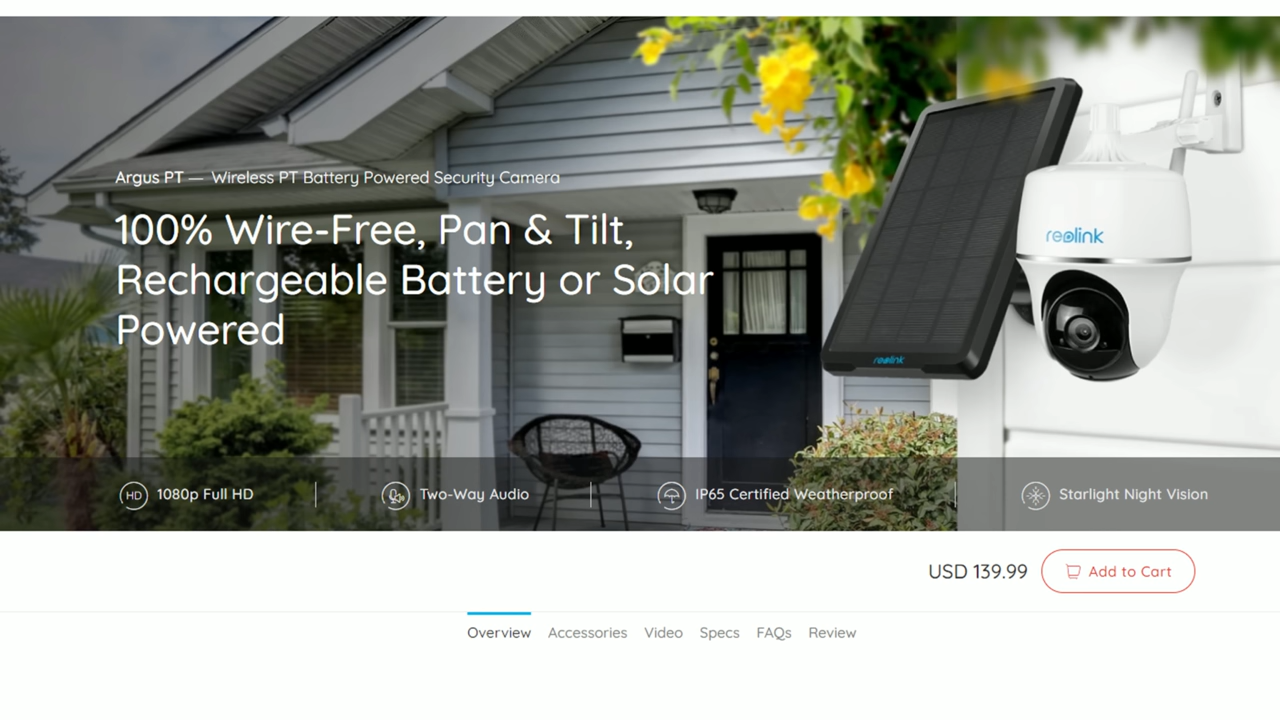 Argus PT — Wireless PT Battery Powered Security Camera
100% Wire-Free, Pan & Tilt,
Rechargeable Battery or Solar
Powered
reolink
reolink
HD 1080p Full HD
Two-Way Audio
IP65 Certified Weatherproof
Starlight Night Vision
USD 139.99
Add to Cart
Overview Accessories Video Specs FAQs Review